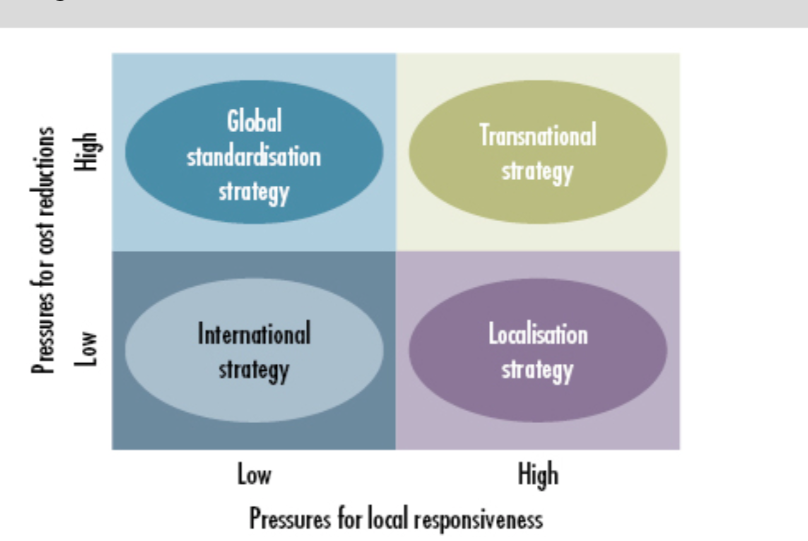 Pressures for cost reductions
High
Low
Global
standardisation
strategy
Transnational
strategy
International
strategy
Localisation
strategy
Low
High
Pressures for local responsiveness